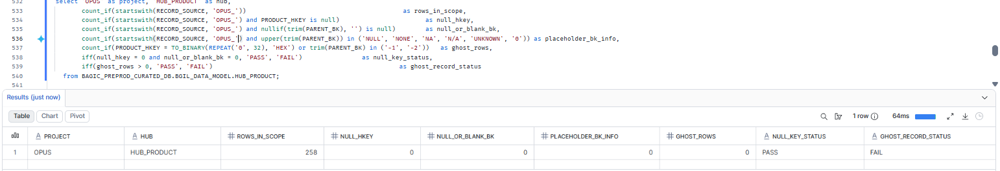 532 select 'OPUS' as project, 'HUB_PRODUCT' as hub,
533 count_if(startswith(RECORD_SOURCE, 'OPUS_')) as rows_in_scope,
534 count_if(startswith(RECORD_SOURCE, 'OPUS_') and PRODUCT_HKEY is null) as null_hkey,
535 count_if(startswith(RECORD_SOURCE, 'OPUS_') and nullif(trim(PARENT_BK), '') is null) as null_or_blank_bk,
536 count_if(startswith(RECORD_SOURCE, 'OPUS_') and upper(trim(PARENT_BK)) in ('NULL', 'NONE', 'NA', 'N/A', 'UNKNOWN', '0')) as placeholder_bk_info,
537 count_if(PRODUCT_HKEY = TO_BINARY(REPEAT('0', 32), 'HEX') or trim(PARENT_BK) in ('-1', '-2')) as ghost_rows,
538 iff(null_hkey = 0 and null_or_blank_bk = 0, 'PASS', 'FAIL') as null_key_status,
539 iff(ghost_rows > 0, 'PASS', 'FAIL') as ghost_record_status
540 from BAGIC_PREPROD_CURATED_DB.BGIL_DATA_MODEL.HUB_PRODUCT;
541
Results (just now)
Table Chart Pivot 1 row 64ms
PROJECT HUB ROWS_IN_SCOPE NULL_HKEY NULL_OR_BLANK_BK PLACEHOLDER_BK_INFO GHOST_ROWS NULL_KEY_STATUS GHOST_RECORD_STATUS
1 OPUS HUB_PRODUCT 258 0 0 0 0 PASS FAIL